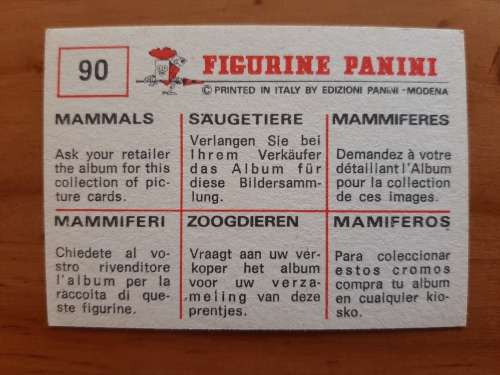 90
FIGURINE PANINI
© PRINTED IN ITALY BY EDIZIONI PANINI - MODENA
MAMMALS
Ask your retailer
the album for this
collection of pic-
ture cards.
SÄUGETIERE
Verlangen Sie bei
Ihrem Verkäufer
das Album für
diese Bildersamm-
lung.
MAMMIFERES
Demandez à votre
détaillant l'Album
pour la collection
de ces images.
MAMMIFERI
Chiedete al vo-
stro rivenditore
l'album per la
raccolta di que-
ste figurine.
ZOOGDIEREN
Vraagt aan uw ver-
koper het album
voor uw verza-
meling van deze
prentjes.
MAMIFEROS
Para coleccionar
estos cromos
compra tu album
en cualquier kio-
sko.